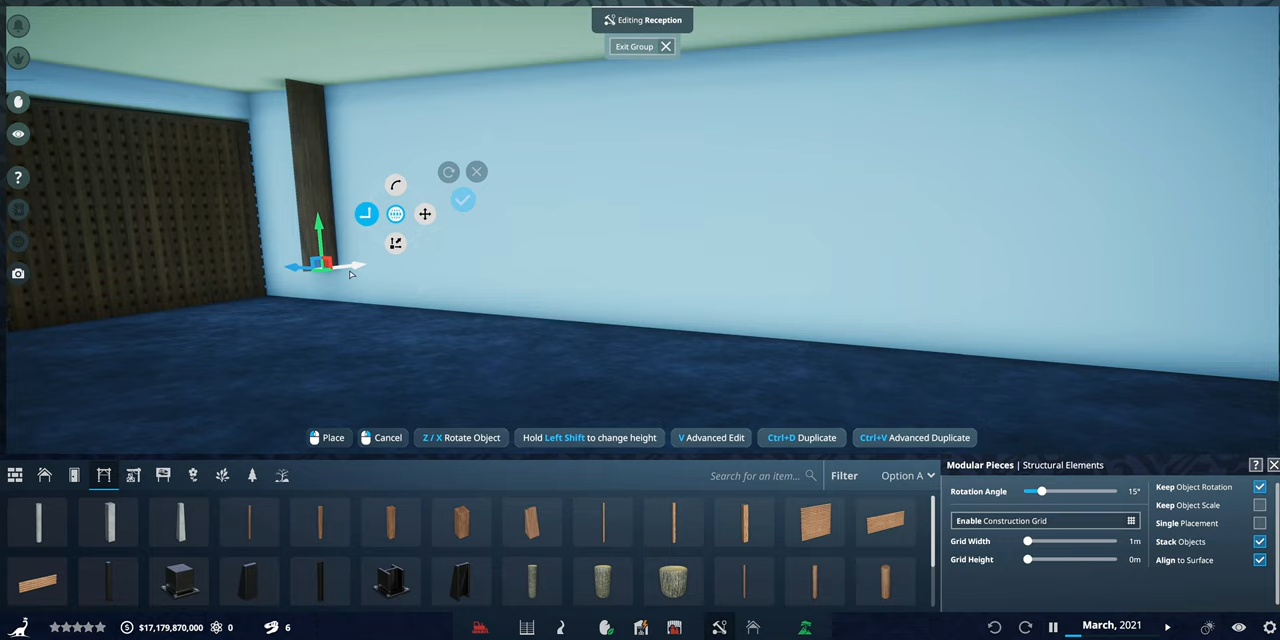 Editing Reception
Exit Group
Place
Cancel
Z / X Rotate Object
Hold Left Shift to change height
V Advanced Edit
Ctrl+D Duplicate
Ctrl+V Advanced Duplicate
Search for an item...
Filter
Option A
Modular Pieces | Structural Elements
?
Rotation Angle
15°
Enable Construction Grid
Grid Width
1m
Grid Height
0m
Keep Object Rotation
Keep Object Scale
Single Placement
Stack Objects
Align to Surface
$17,179,870,000
0
6
March, 2021
?